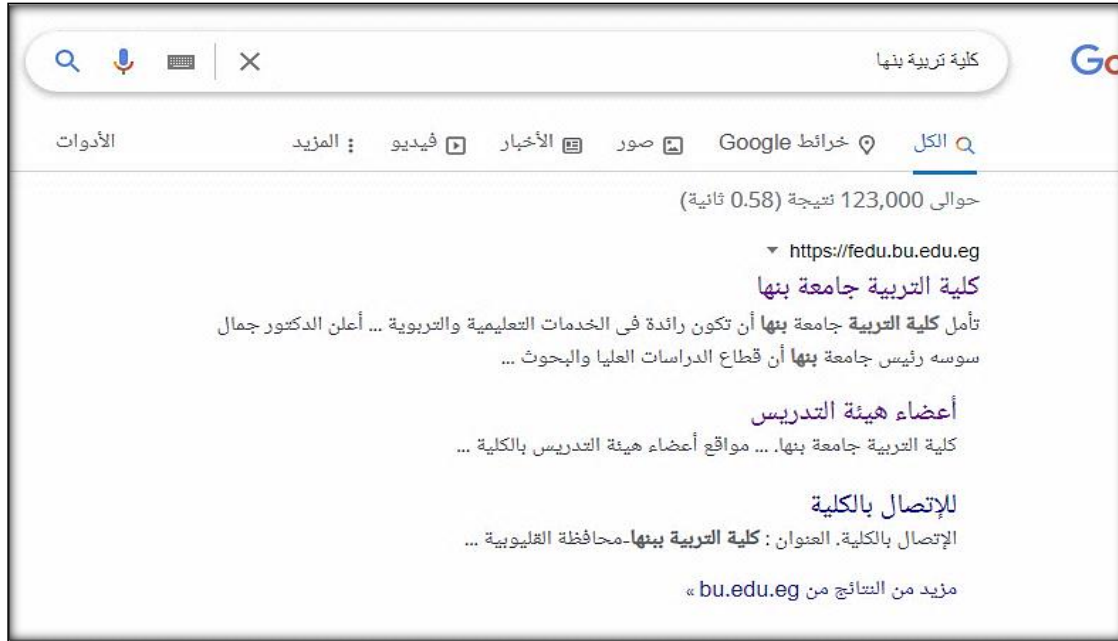 كلية تربية بنها
Go
الكل خرائط Google صور الأخبار فيديو المزيد الأدوات
حوالى 123,000 نتيجة (0.58 ثانية)
https://fedu.bu.edu.eg
كلية التربية جامعة بنها
تأمل كلية التربية جامعة بنها أن تكون رائدة فى الخدمات التعليمية والتربوية ... أعلن الدكتور جمال
سوسه رئيس جامعة بنها أن قطاع الدراسات العليا والبحوث ...
أعضاء هيئة التدريس
كلية التربية جامعة بنها. ... مواقع أعضاء هيئة التدريس بالكلية ...
للإتصال بالكلية
الإتصال بالكلية. العنوان : كلية التربية ببنها-محافظة القليوبية ...
مزيد من النتائج من bu.edu.eg »